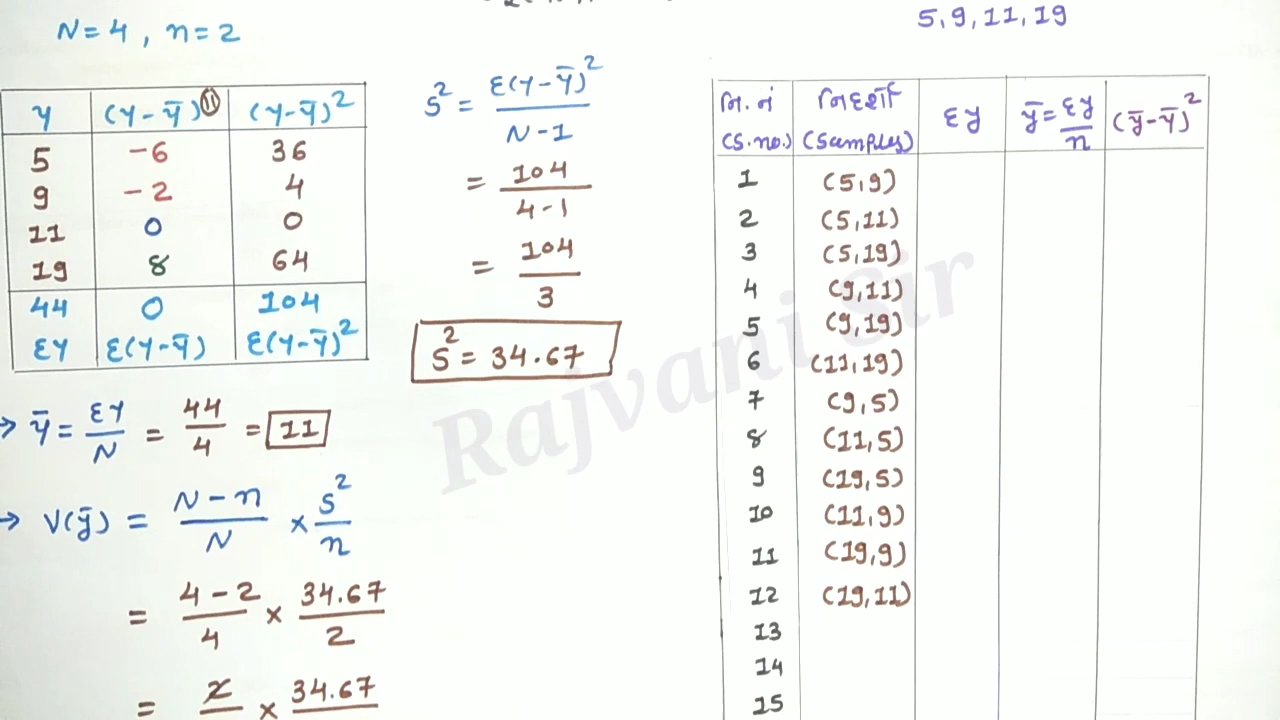 N = 4 , n = 2
5, 9, 11, 19
Y | (Y-Ȳ) ⑪ | (Y-Ȳ)²
5 | -6 | 36
9 | -2 | 4
11 | 0 | 0
19 | 8 | 64
44 | 0 | 104
ΣY | Σ(Y-Ȳ) | Σ(Y-Ȳ)²
→ Ȳ = ΣY/N = 44/4 = 11
→ V(ȳ) = N-n/N × S²/n
= 4-2/4 × 34.67/2
= 2 × 34.67
S² = Σ(Y-Ȳ)²/N-1
= 104/4-1
= 104/3
S² = 34.67
नि. नं (S.no.) | निदर्श (Samples) | Σy | ȳ = Σy/n | (ȳ-Ȳ)²
1 (5,9)
2 (5,11)
3 (5,19)
4 (9,11)
5 (9,19)
6 (11,19)
7 (9,5)
8 (11,5)
9 (19,5)
10 (11,9)
11 (19,9)
12 (19,11)
13
14
15
Rajvani Sir